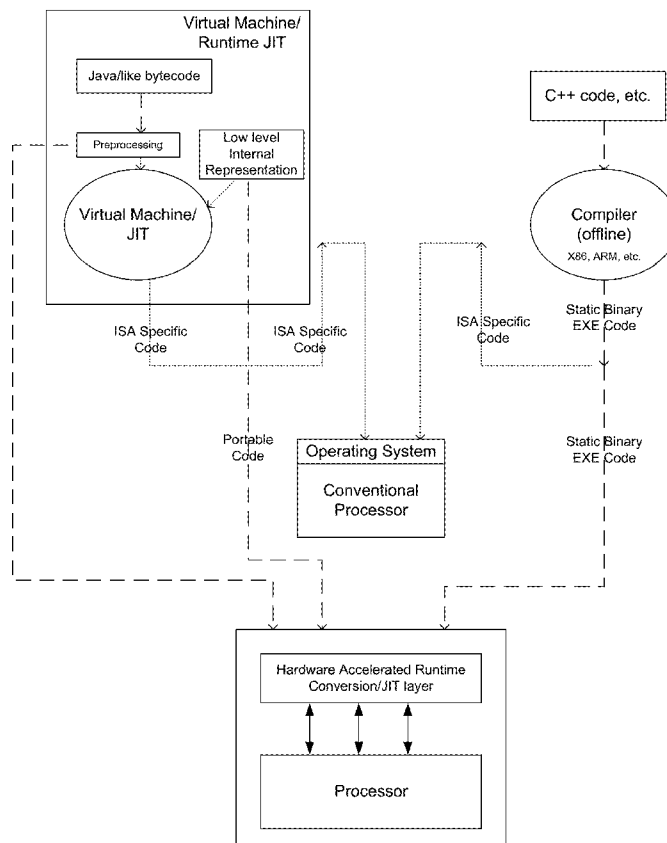 Virtual Machine/
Runtime JIT
Java/like bytecode
C++ code, etc.
Preprocessing
Low level
Internal
Representation
Virtual Machine/
JIT
Compiler
(offline)
X86, ARM, etc.
ISA Specific
Code
ISA Specific
Code
ISA Specific
Code
Static Binary
EXE Code
Portable
Code
Static Binary
EXE Code
Operating System
Conventional
Processor
Hardware Accelerated Runtime
Conversion/JIT layer
Processor